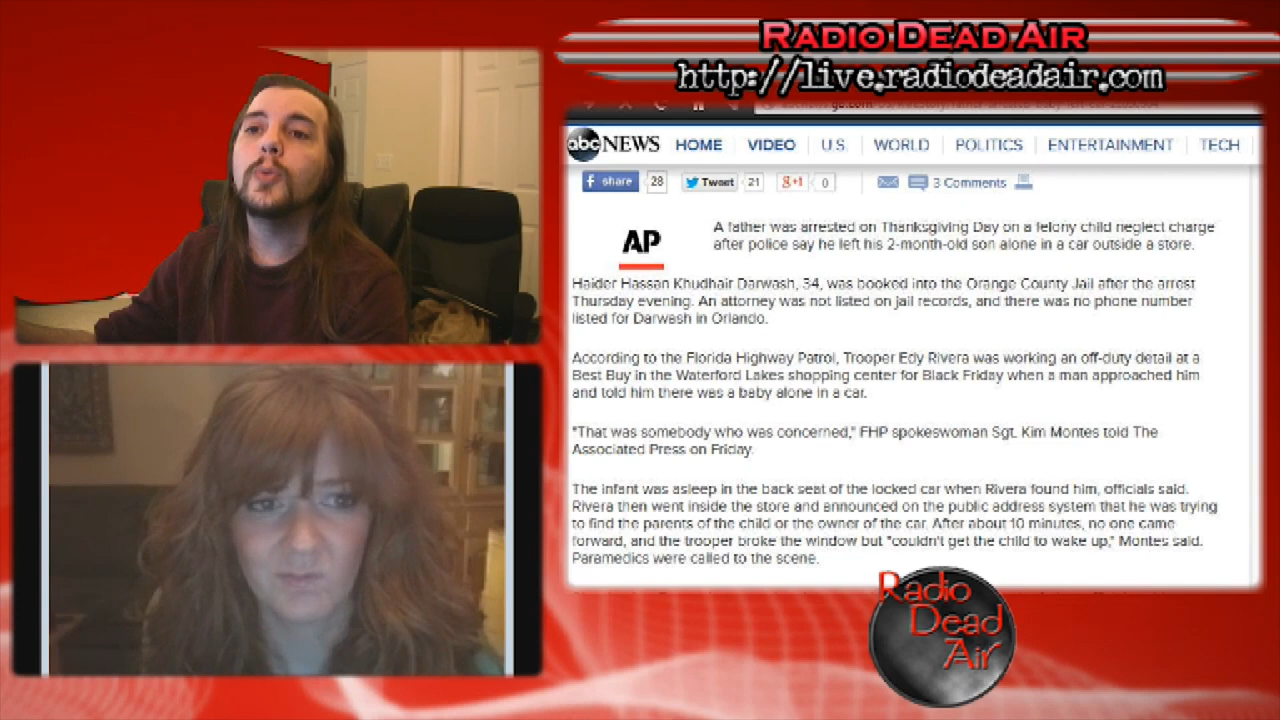 RADIO DEAD AIR
http://live.radiodeadair.com
abc NEWS HOME VIDEO U.S. WORLD POLITICS ENTERTAINMENT TECH
f share 28 Tweet 21 g+1 0 3 Comments
AP
A father was arrested on Thanksgiving Day on a felony child neglect charge
after police say he left his 2-month-old son alone in a car outside a store.
Haider Hassan Khudhair Darwash, 34, was booked into the Orange County Jail after the arrest
Thursday evening. An attorney was not listed on jail records, and there was no phone number
listed for Darwash in Orlando.
According to the Florida Highway Patrol, Trooper Edy Rivera was working an off-duty detail at a
Best Buy in the Waterford Lakes shopping center for Black Friday when a man approached him
and told him there was a baby alone in a car.
"That was somebody who was concerned," FHP spokeswoman Sgt. Kim Montes told The
Associated Press on Friday.
The infant was asleep in the back seat of the locked car when Rivera found him, officials said.
Rivera then went inside the store and announced on the public address system that he was trying
to find the parents of the child or the owner of the car. After about 10 minutes, no one came
forward, and the trooper broke the window but "couldn't get the child to wake up," Montes said.
Paramedics were called to the scene.
Radio
Dead
Air